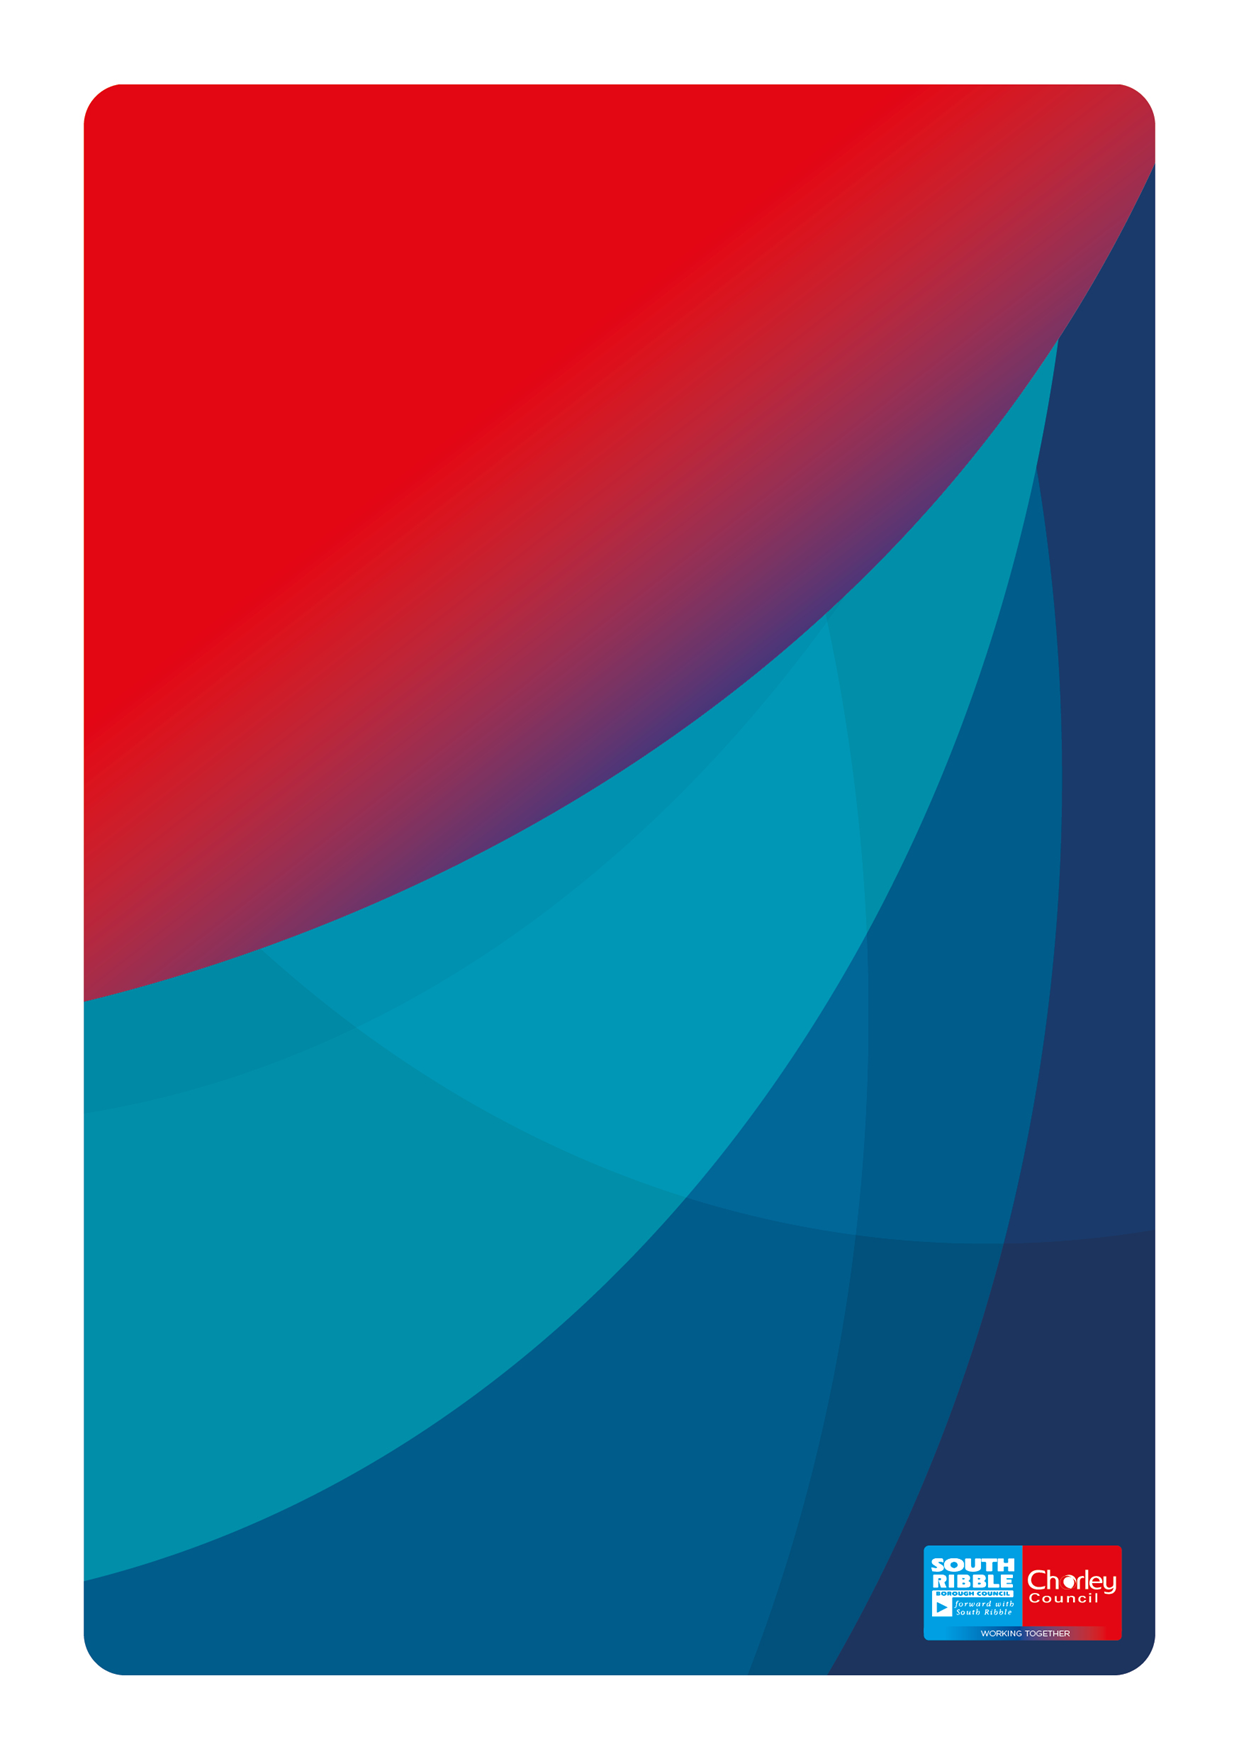 SOUTH
RIBBLE
BOROUGH COUNCIL
forward with
South Ribble
Chorley
Council
WORKING TOGETHER